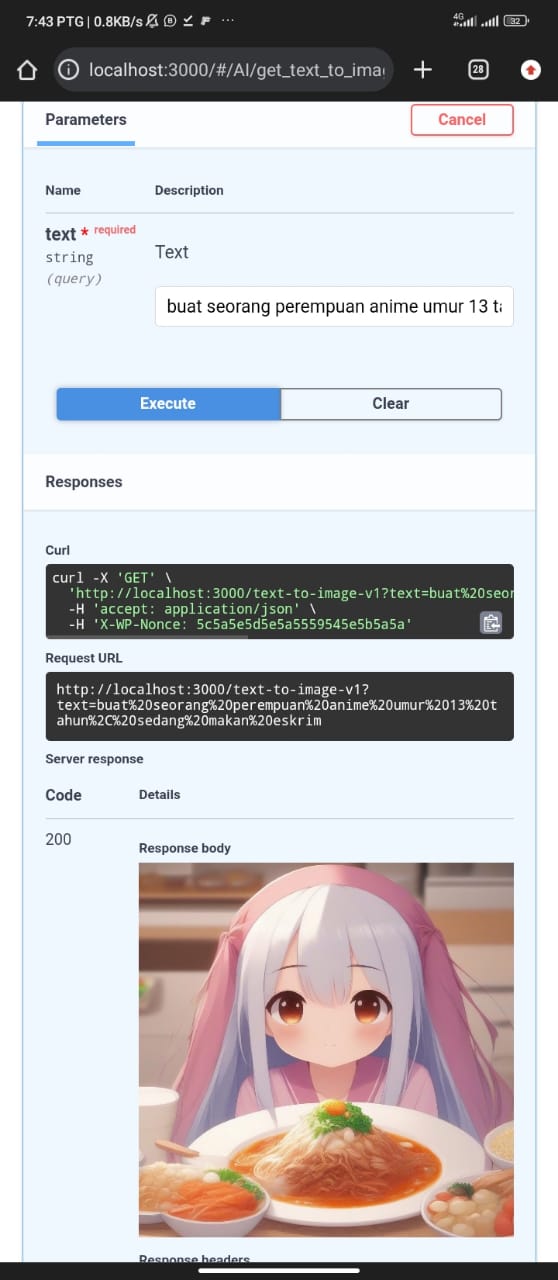 7:43 PTG | 0.8KB/s
4G
32
localhost:3000/#/AI/get_text_to_ima
28
Parameters
Cancel
Name Description
text * required
string
(query)
Text
buat seorang perempuan anime umur 13 ta
Execute
Clear
Responses
Curl
curl -X 'GET' \
'http://localhost:3000/text-to-image-v1?text=buat%20seor
-H 'accept: application/json' \
-H 'X-WP-Nonce: 5c5a5e5d5e5a5559545e5b5a5a'
Request URL
http://localhost:3000/text-to-image-v1?
text=buat%20seorang%20perempuan%20anime%20umur%2013%20t
ahun%2C%20sedang%20makan%20eskrim
Server response
Code Details
200
Response body
Response headers